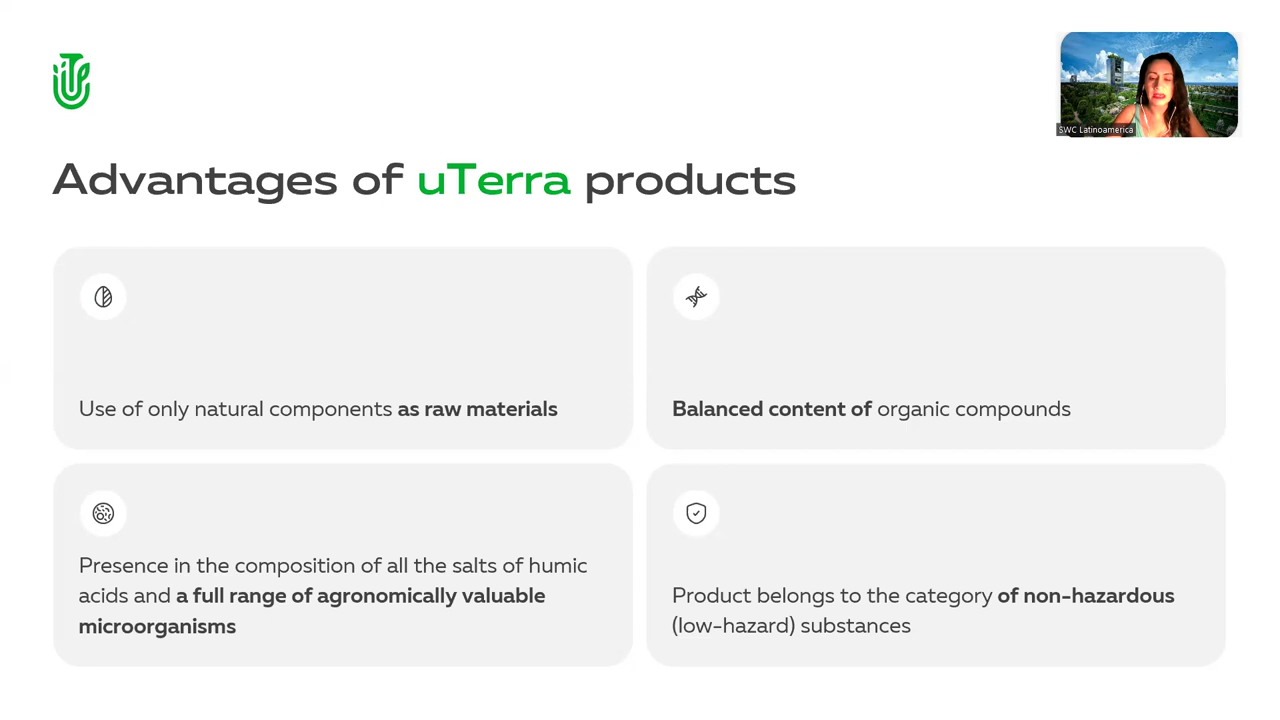 SWC Latinoamerica
Advantages of uTerra products
Use of only natural components as raw materials
Balanced content of organic compounds
Presence in the composition of all the salts of humic
acids and a full range of agronomically valuable
microorganisms
Product belongs to the category of non-hazardous
(low-hazard) substances